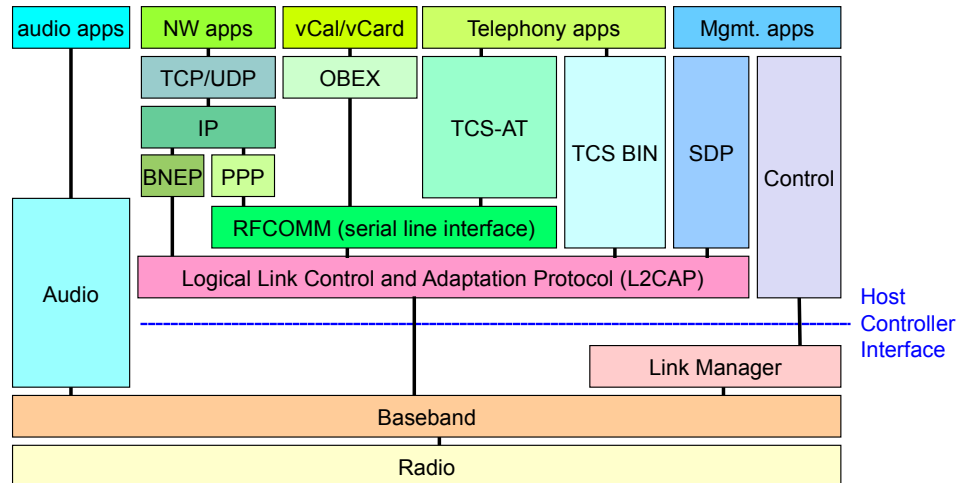 audio apps
NW apps
vCal/vCard
Telephony apps
Mgmt. apps
TCP/UDP
OBEX
TCS-AT
TCS BIN
SDP
Control
IP
BNEP
PPP
RFCOMM (serial line interface)
Audio
Logical Link Control and Adaptation Protocol (L2CAP)
Host
Controller
Interface
Link Manager
Baseband
Radio